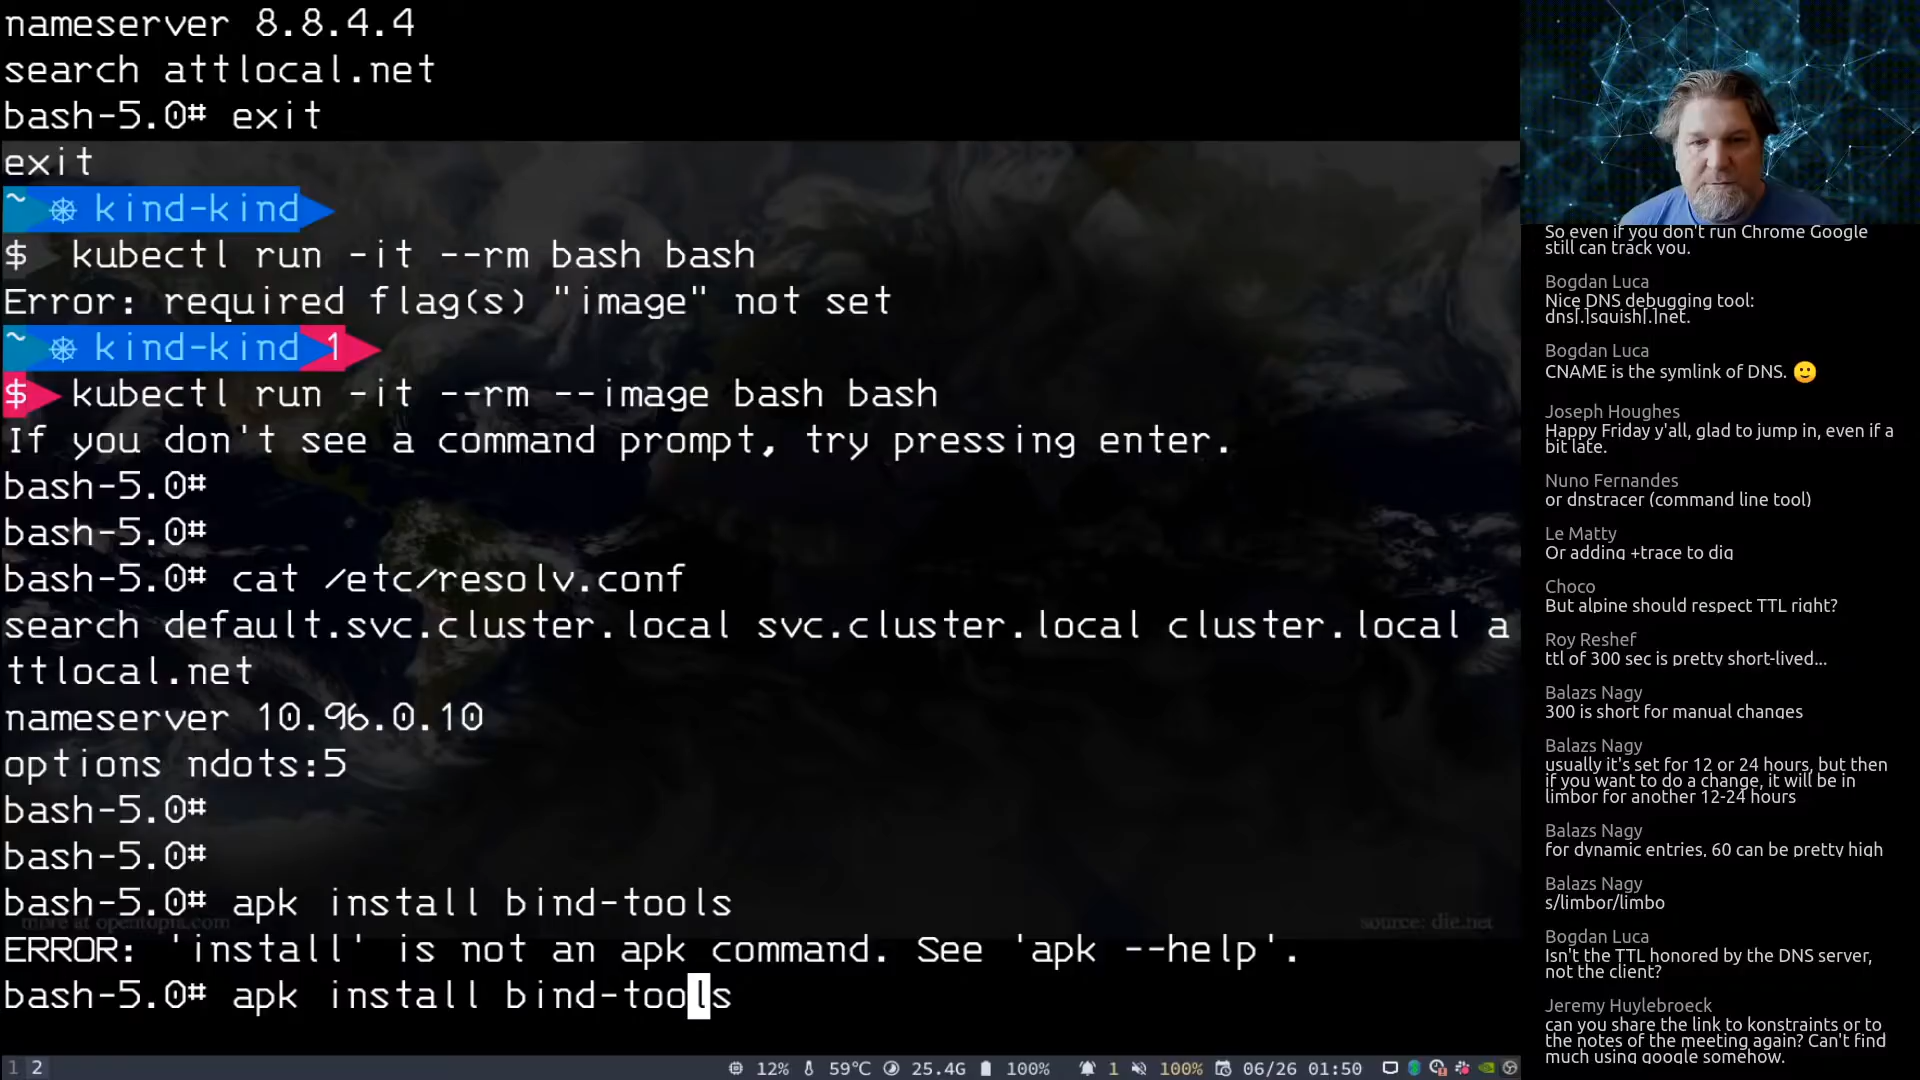 nameserver 8.8.4.4
search attlocal.net
bash-5.0# exit
exit
~ ⎈ kind-kind
$ kubectl run -it --rm bash bash
Error: required flag(s) "image" not set
~ ⎈ kind-kind 1
$ kubectl run -it --rm --image bash bash
If you don't see a command prompt, try pressing enter.
bash-5.0#
bash-5.0#
bash-5.0# cat /etc/resolv.conf
search default.svc.cluster.local svc.cluster.local cluster.local a
ttlocal.net
nameserver 10.96.0.10
options ndots:5
bash-5.0#
bash-5.0#
bash-5.0# apk install bind-tools
more at opentopia.com
source: die.net
ERROR: 'install' is not an apk command. See 'apk --help'.
bash-5.0# apk install bind-tools
1 2
12% 59°C 25.4G 100% 1 100% 06/26 01:50
So even if you don't run Chrome Google
still can track you.
Bogdan Luca
Nice DNS debugging tool:
dns[.]squish[.]net.
Bogdan Luca
CNAME is the symlink of DNS. 🙂
Joseph Houghes
Happy Friday y'all, glad to jump in, even if a
bit late.
Nuno Fernandes
or dnstracer (command line tool)
Le Matty
Or adding +trace to dig
Choco
But alpine should respect TTL right?
Roy Reshef
ttl of 300 sec is pretty short-lived...
Balazs Nagy
300 is short for manual changes
Balazs Nagy
usually it's set for 12 or 24 hours, but then
if you want to do a change, it will be in
limbor for another 12-24 hours
Balazs Nagy
for dynamic entries, 60 can be pretty high
Balazs Nagy
s/limbor/limbo
Bogdan Luca
Isn't the TTL honored by the DNS server,
not the client?
Jeremy Huylebroeck
can you share the link to konstraints or to
the notes of the meeting again? Can't find
much using google somehow.